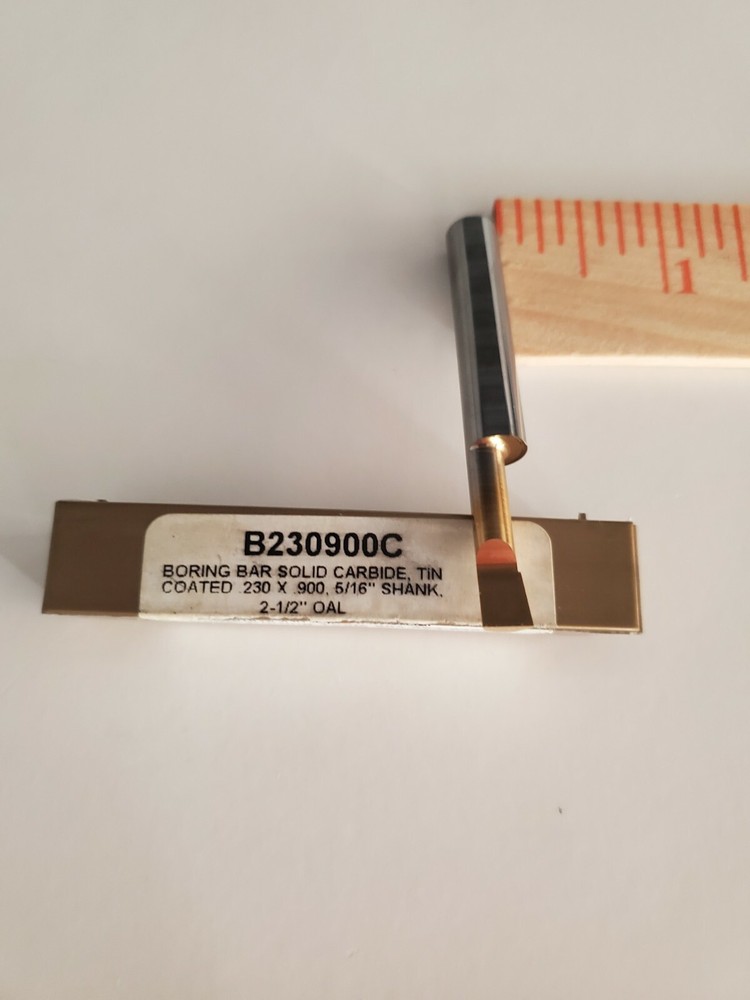 1
B230900C
BORING BAR SOLID CARBIDE, TiN
COATED .230 X .900, 5/16" SHANK,
2-1/2" OAL